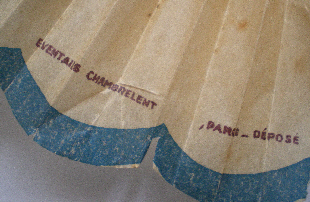 EVENTAILS CHAMBRELENT
PARIS - DÉPOSÉ